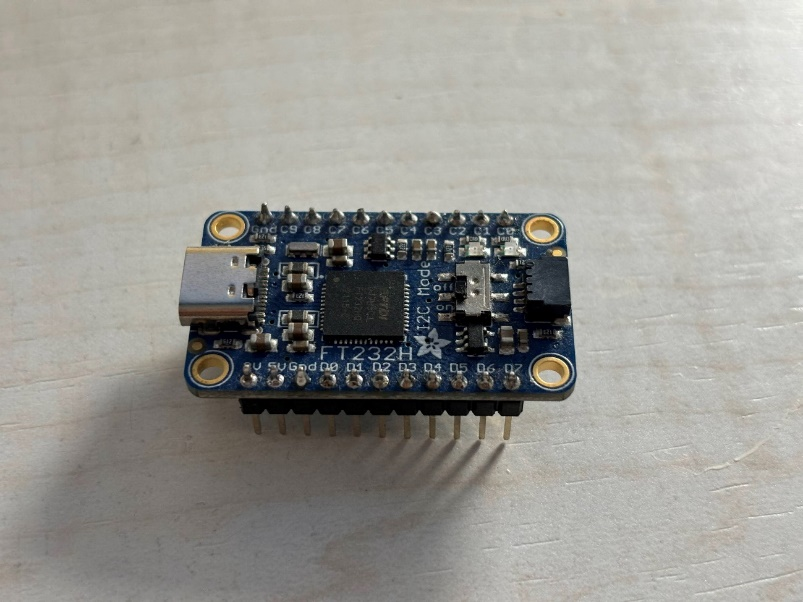 Gnd C9 C8 C7 C6 C5 C4 C3 C2 C1 C0
I2C Mode
FT232H
5V Gnd D0 D1 D2 D3 D4 D5 D6 D7